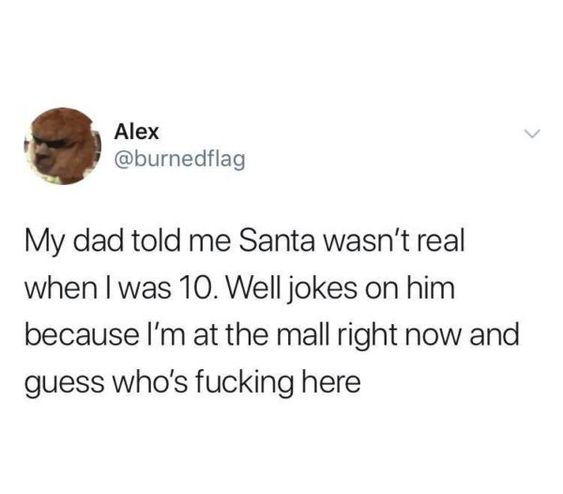 Alex
@burnedflag
My dad told me Santa wasn't real
when I was 10. Well jokes on him
because I'm at the mall right now and
guess who's fucking here